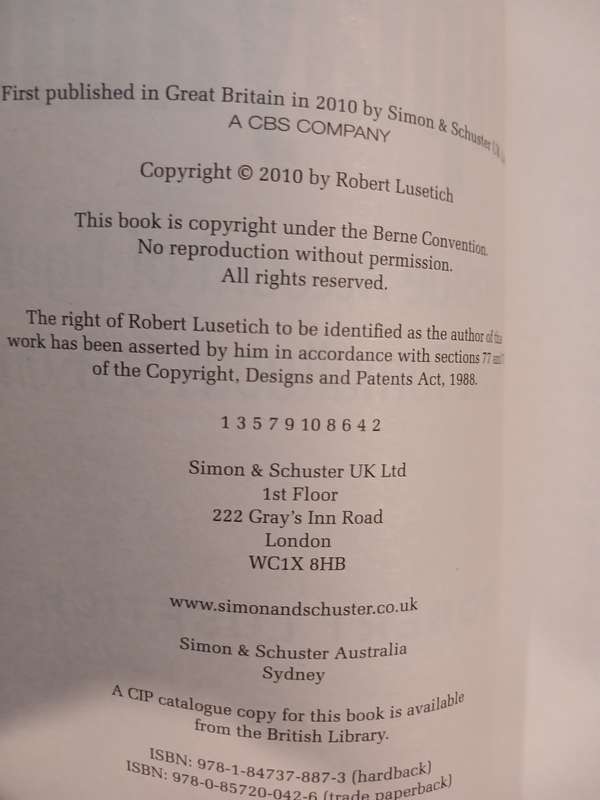 First published in Great Britain in 2010 by Simon & Schuster
A CBS COMPANY
Copyright © 2010 by Robert Lusetich
This book is copyright under the Berne Convention.
No reproduction without permission.
All rights reserved.
The right of Robert Lusetich to be identified as the author of this
work has been asserted by him in accordance with sections 77 and
of the Copyright, Designs and Patents Act, 1988.
1 3 5 7 9 10 8 6 4 2
Simon & Schuster UK Ltd
1st Floor
222 Gray's Inn Road
London
WC1X 8HB
www.simonandschuster.co.uk
Simon & Schuster Australia
Sydney
A CIP catalogue copy for this book is available
from the British Library.
ISBN: 978-1-84737-887-3 (hardback)
ISBN: 978-0-85720-042-6 (trade paperback)